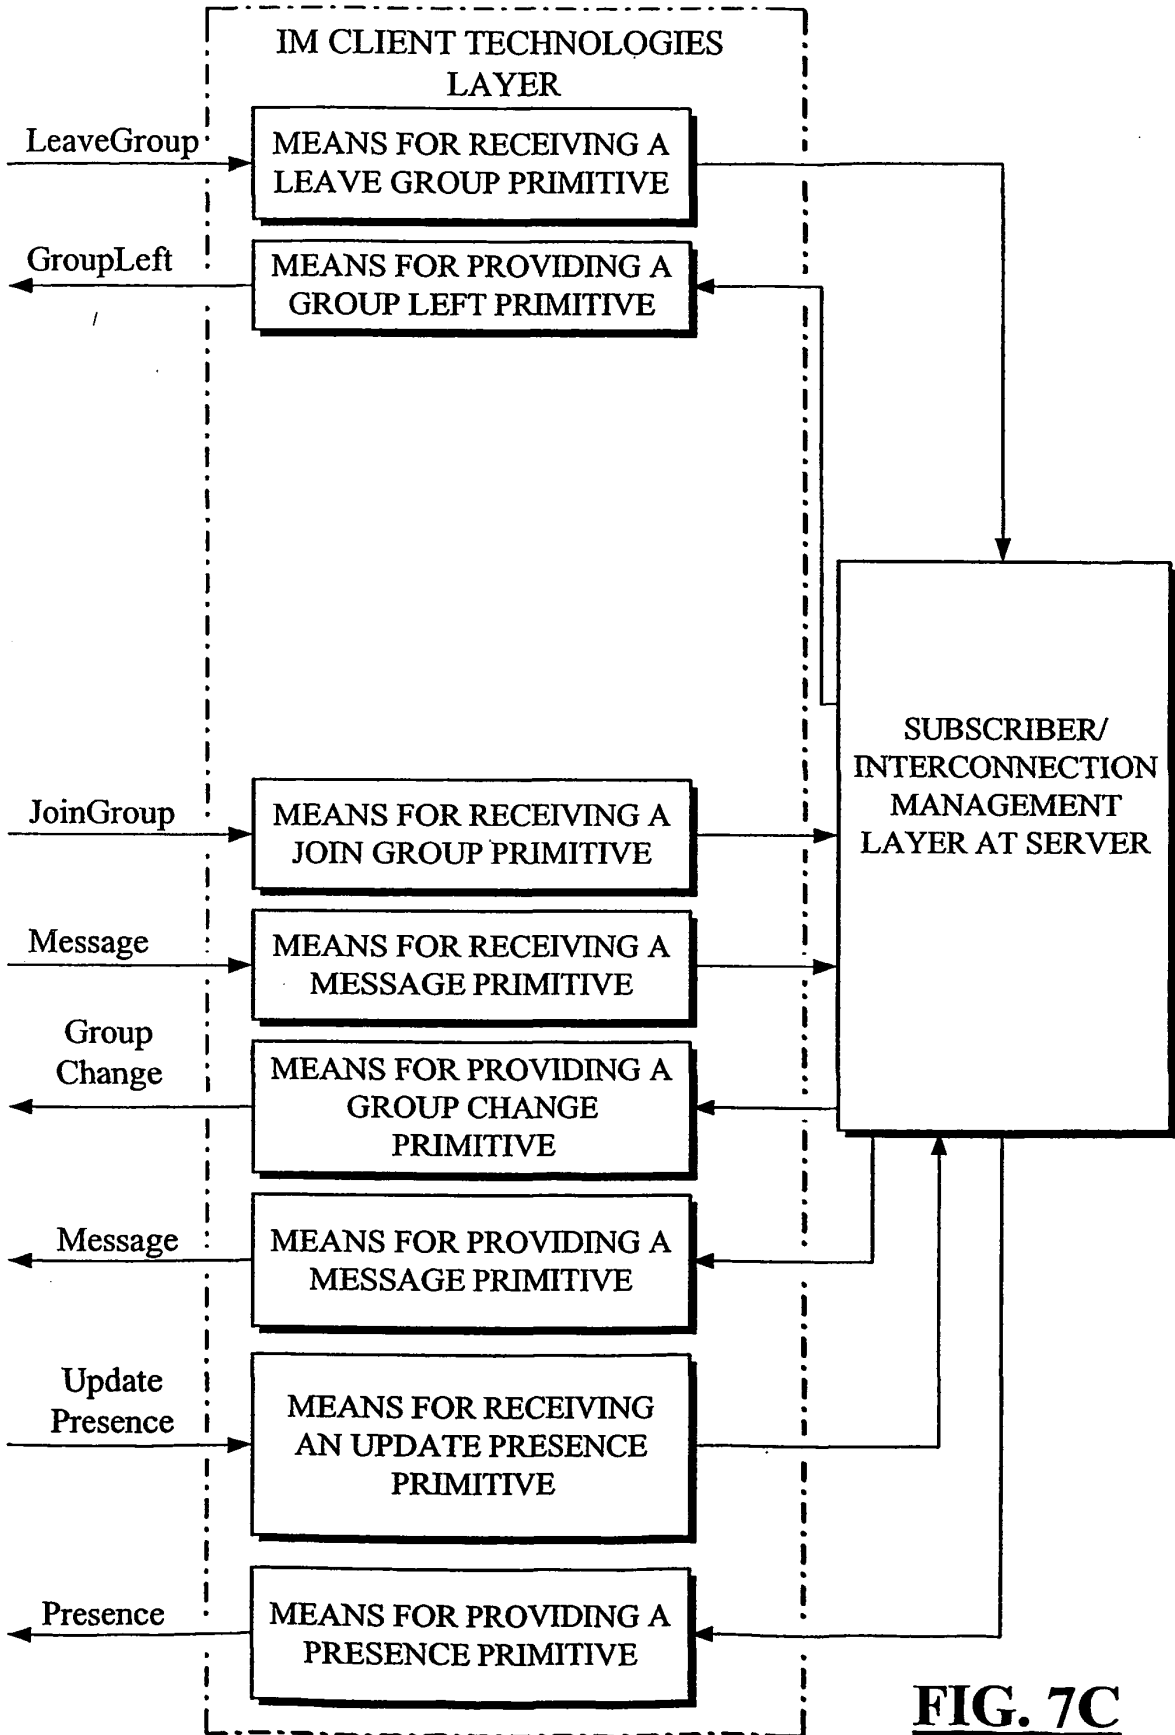 IM CLIENT TECHNOLOGIES
LAYER
LeaveGroup
MEANS FOR RECEIVING A
LEAVE GROUP PRIMITIVE
GroupLeft
MEANS FOR PROVIDING A
GROUP LEFT PRIMITIVE
SUBSCRIBER/
INTERCONNECTION
MANAGEMENT
LAYER AT SERVER
JoinGroup
MEANS FOR RECEIVING A
JOIN GROUP PRIMITIVE
Message
MEANS FOR RECEIVING A
MESSAGE PRIMITIVE
Group
Change
MEANS FOR PROVIDING A
GROUP CHANGE
PRIMITIVE
Message
MEANS FOR PROVIDING A
MESSAGE PRIMITIVE
Update
Presence
MEANS FOR RECEIVING
AN UPDATE PRESENCE
PRIMITIVE
Presence
MEANS FOR PROVIDING A
PRESENCE PRIMITIVE
FIG. 7C